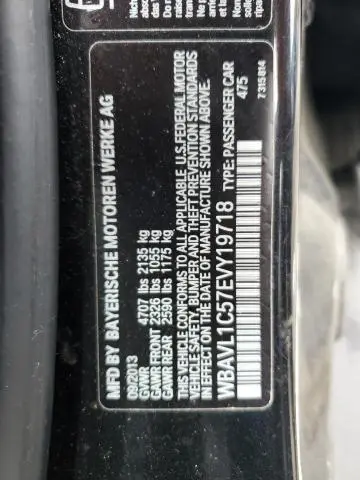 MFD BY BAYERISCHE MOTOREN WERKE AG
09/2013
GVWR 4707 lbs 2135 kg
GAWR FRONT 2326 lbs 1055 kg
GAWR REAR 2590 lbs 1175 kg
THIS VEHICLE CONFORMS TO ALL APPLICABLE U.S. FEDERAL MOTOR
VEHICLE SAFETY, BUMPER AND THEFT PREVENTION STANDARDS
IN EFFECT ON THE DATE OF MANUFACTURE SHOWN ABOVE.
WBAVL1C57EVY19718 TYPE: PASSENGER CAR
475
7315814